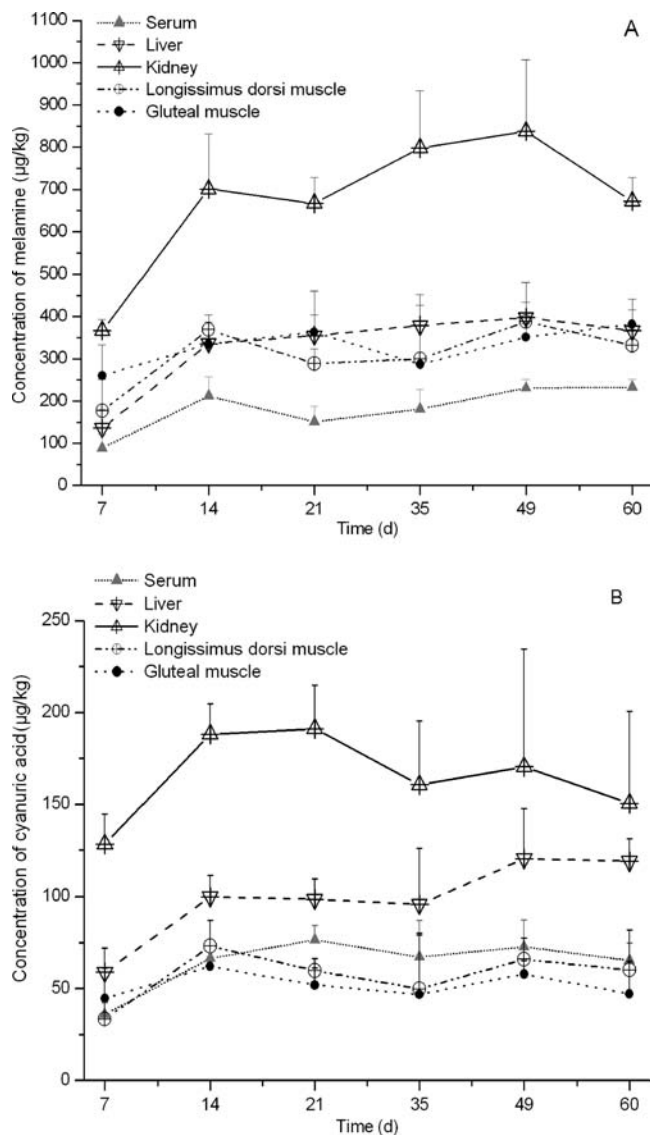 Serum
Liver
Kidney
Longissimus dorsi muscle
Gluteal muscle
A
Concentration of melamine (µg/kg)
1100
1000
900
800
700
600
500
400
300
200
100
0
7 14 21 35 49 60
Time (d)
Serum
Liver
Kidney
Longissimus dorsi muscle
Gluteal muscle
B
Concentration of cyanuric acid (µg/kg)
250
200
150
100
50
0
7 14 21 35 49 60
Time (d)